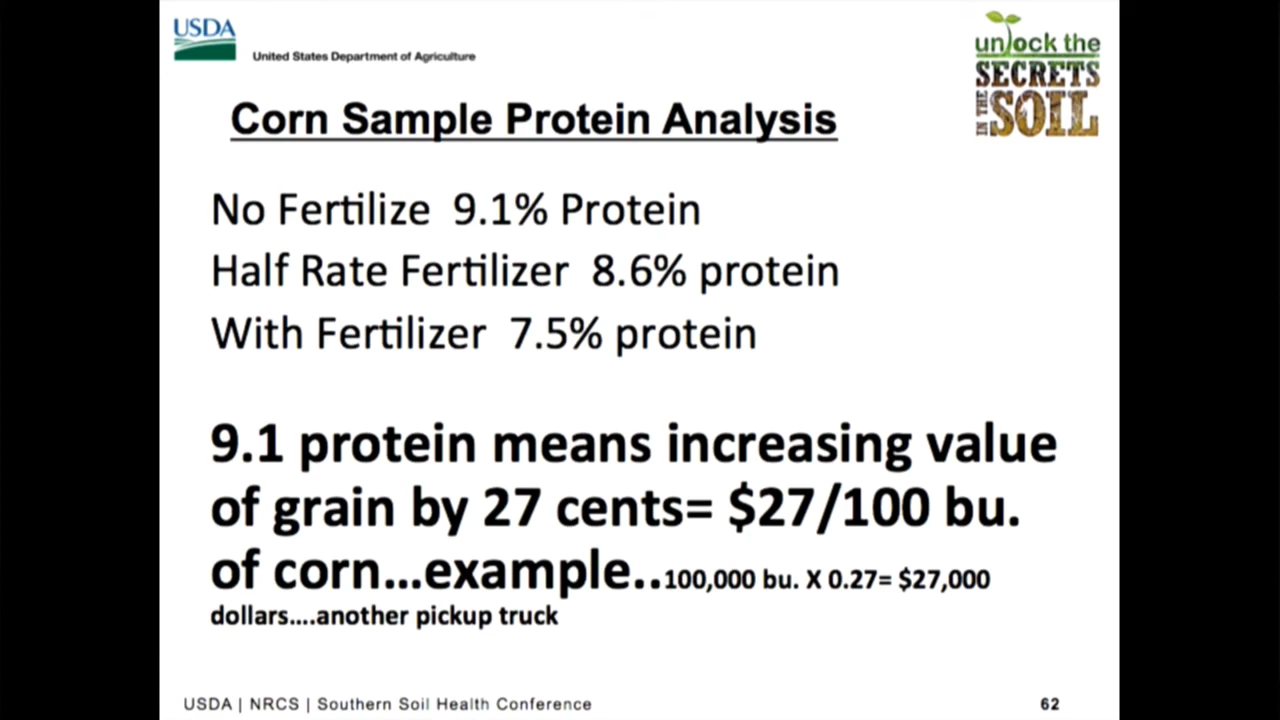 USDA
United States Department of Agriculture
unlock the
SECRETS
IN THE
SOIL
Corn Sample Protein Analysis
No Fertilize 9.1% Protein
Half Rate Fertilizer 8.6% protein
With Fertilizer 7.5% protein
9.1 protein means increasing value
of grain by 27 cents= $27/100 bu.
of corn...example..100,000 bu. X 0.27= $27,000
dollars....another pickup truck
USDA | NRCS | Southern Soil Health Conference
62